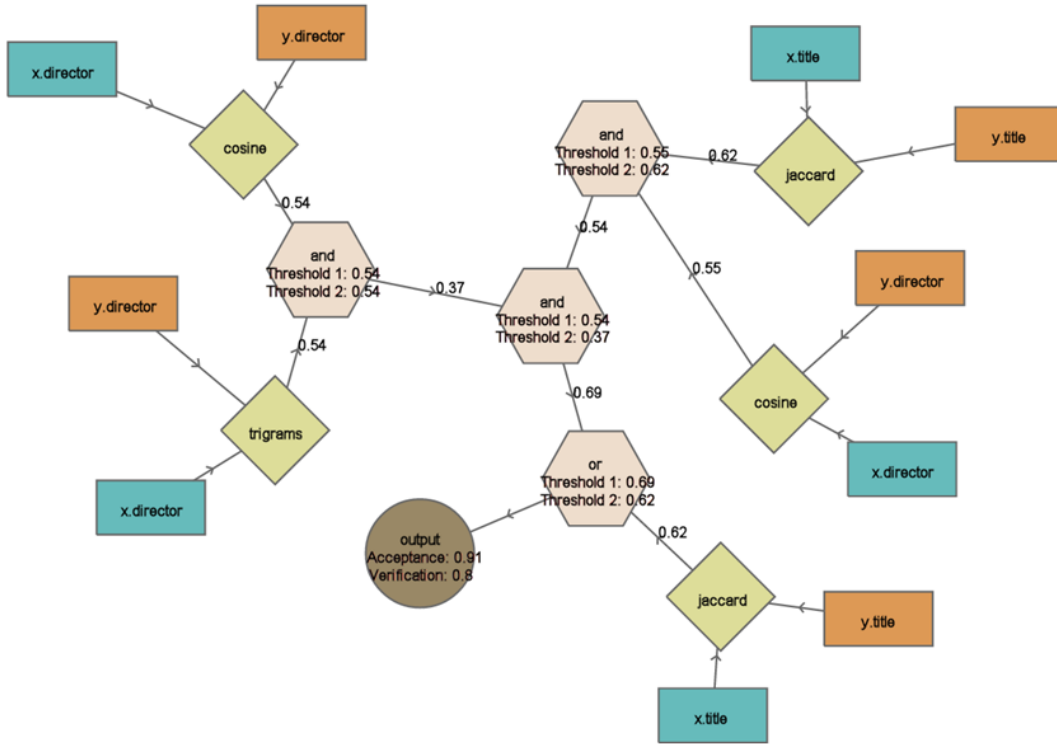 y.director
x.director
x.title
y.title
cosine
and
Threshold 1: 0.55
Threshold 2: 0.62
0.62
jaccard
0.54
0.54
and
Threshold 1: 0.54
Threshold 2: 0.54
0.37
0.55
y.director
y.director
and
Threshold 1: 0.54
Threshold 2: 0.37
0.54
trigrams
0.69
cosine
x.director
or
Threshold 1: 0.69
Threshold 2: 0.62
x.director
output
Acceptance: 0.91
Verification: 0.8
0.62
jaccard
y.title
x.title